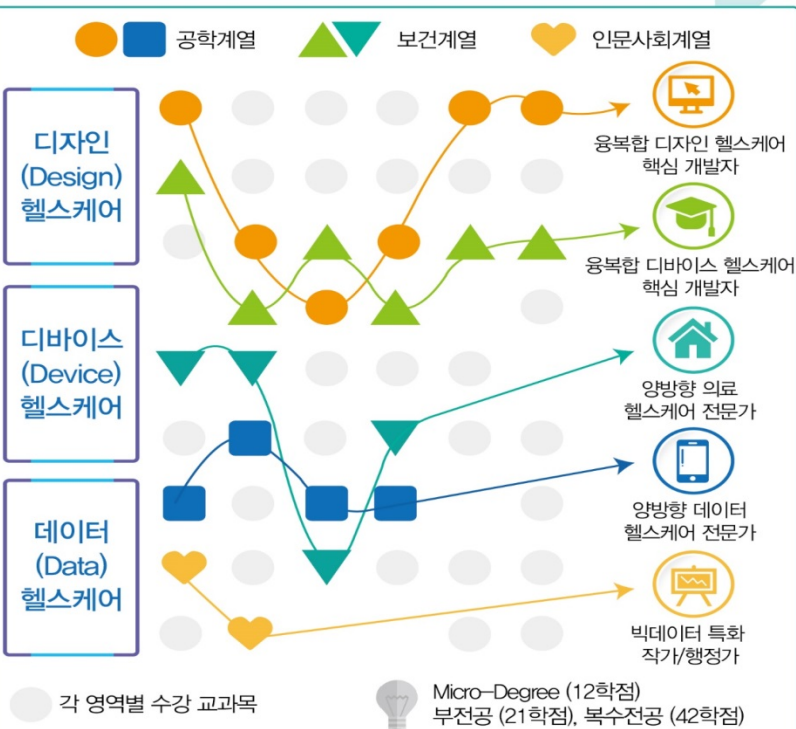 공학계열
보건계열
인문사회계열
디자인
(Design)
헬스케어
융복합 디자인 헬스케어
핵심 개발자
융복합 디바이스 헬스케어
핵심 개발자
디바이스
(Device)
헬스케어
양방향 의료
헬스케어 전문가
양방향 데이터
헬스케어 전문가
데이터
(Data)
헬스케어
빅데이터 특화
작가/행정가
각 영역별 수강 교과목
Micro-Degree (12학점)
부전공 (21학점), 복수전공 (42학점)